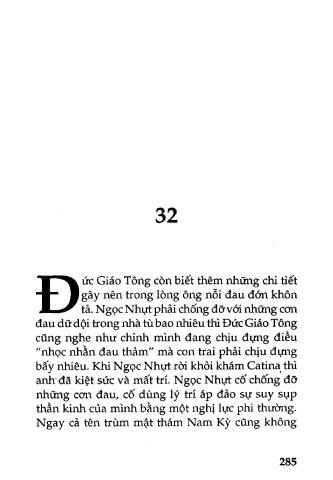 32
Đức Giáo Tông còn biết thêm những chi tiết
gây nên trong lòng ông nỗi đau đớn khôn
tả. Ngọc Nhựt phải chống đỡ với những cơn
đau dữ dội trong nhà tù bao nhiêu thì Đức Giáo Tông
cũng nghe như chính mình đang chịu đựng điều
"nhọc nhằn đau thảm" mà con trai phải chịu đựng
bấy nhiêu. Khi Ngọc Nhựt rời khỏi khám Catina thì
anh đã kiệt sức và mất trí. Ngọc Nhựt cố chống đỡ
những cơn đau, cố dùng lý trí áp đảo sự suy sụp
thần kinh của mình bằng một nghị lực phi thường.
Ngay cả tên trùm mật thám Nam Kỳ cũng không
285